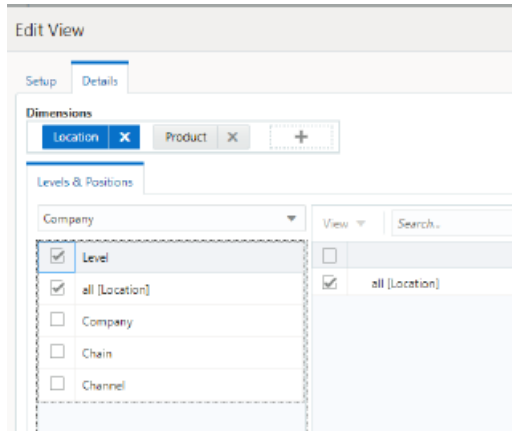 Edit View
Setup Details
Dimensions
Location X Product X +
Levels & Positions
Company
View Search..
Level
all [Location] all [Location]
Company
Chain
Channel